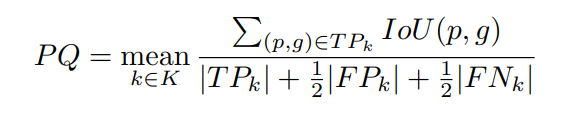 PQ = mean_{k∈K} \frac{\sum_{(p,g)∈TP_k} IoU(p, g)}{|TP_k| + \frac{1}{2}|FP_k| + \frac{1}{2}|FN_k|}